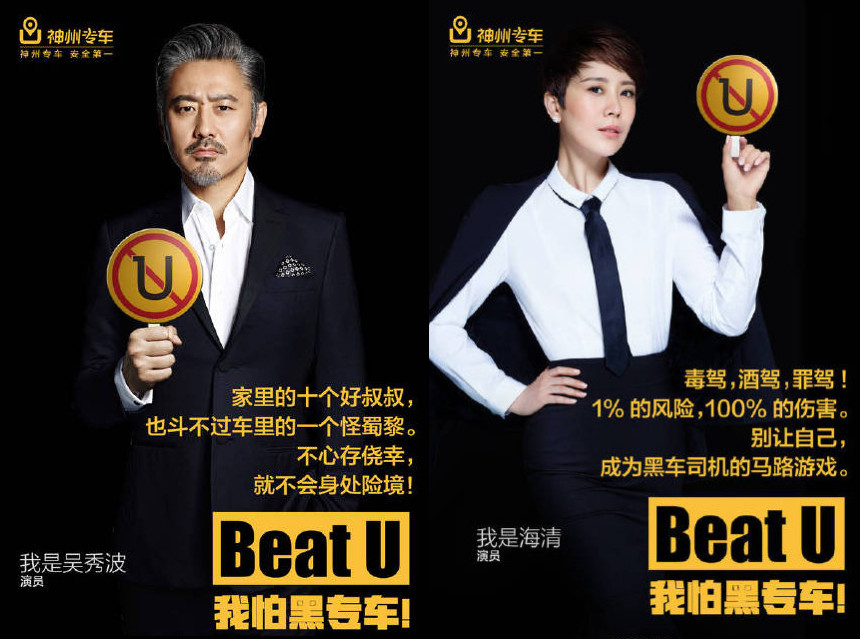 神州专车
神州专车 安全第一
U
家里的十个好叔叔，
也斗不过车里的一个怪蜀黎。
不心存侥幸，
就不会身处险境！
我是吴秀波
演员
Beat U
我怕黑专车!
神州专车
神州专车 安全第一
U
毒驾，酒驾，罪驾！
1% 的风险，100% 的伤害。
别让自己，
成为黑车司机的马路游戏。
我是海清
演员
Beat U
我怕黑专车!